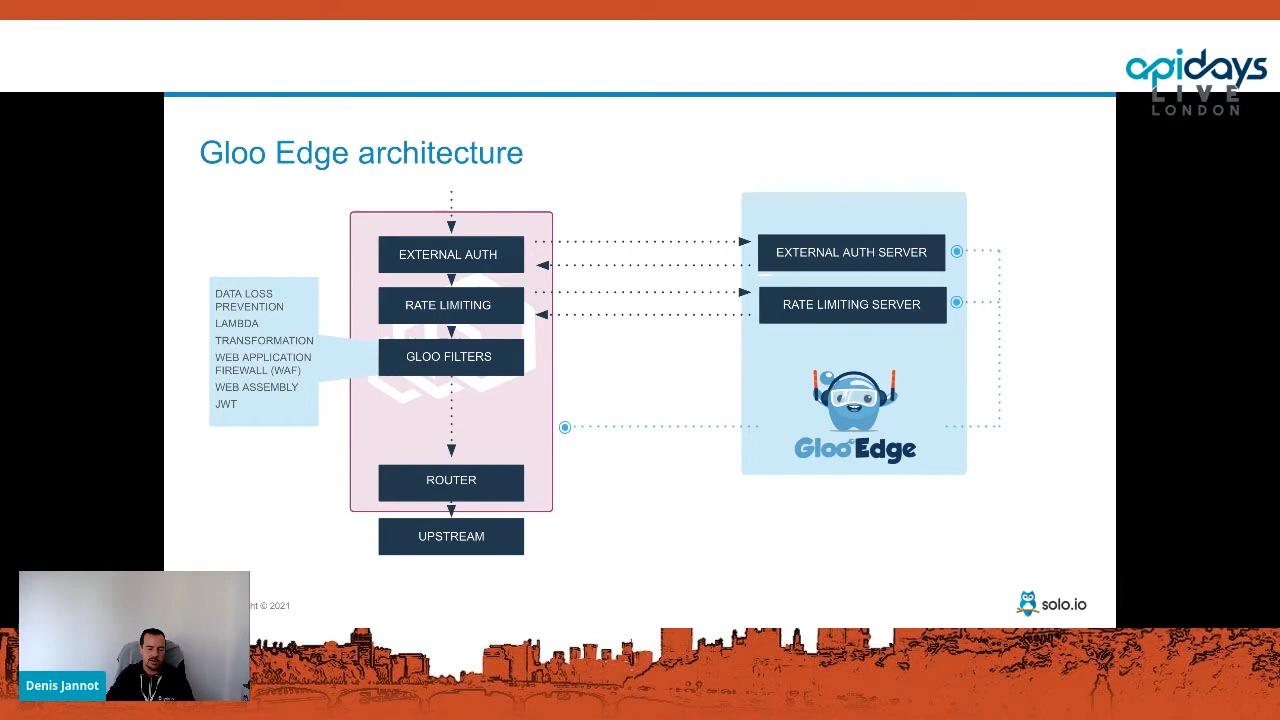 apidays
LIVE
LONDON
Gloo Edge architecture
EXTERNAL AUTH
RATE LIMITING
GLOO FILTERS
ROUTER
UPSTREAM
DATA LOSS
PREVENTION
LAMBDA
TRANSFORMATION
WEB APPLICATION
FIREWALL (WAF)
WEB ASSEMBLY
JWT
EXTERNAL AUTH SERVER
RATE LIMITING SERVER
Gloo Edge
ht © 2021
solo.io
Denis Jannot